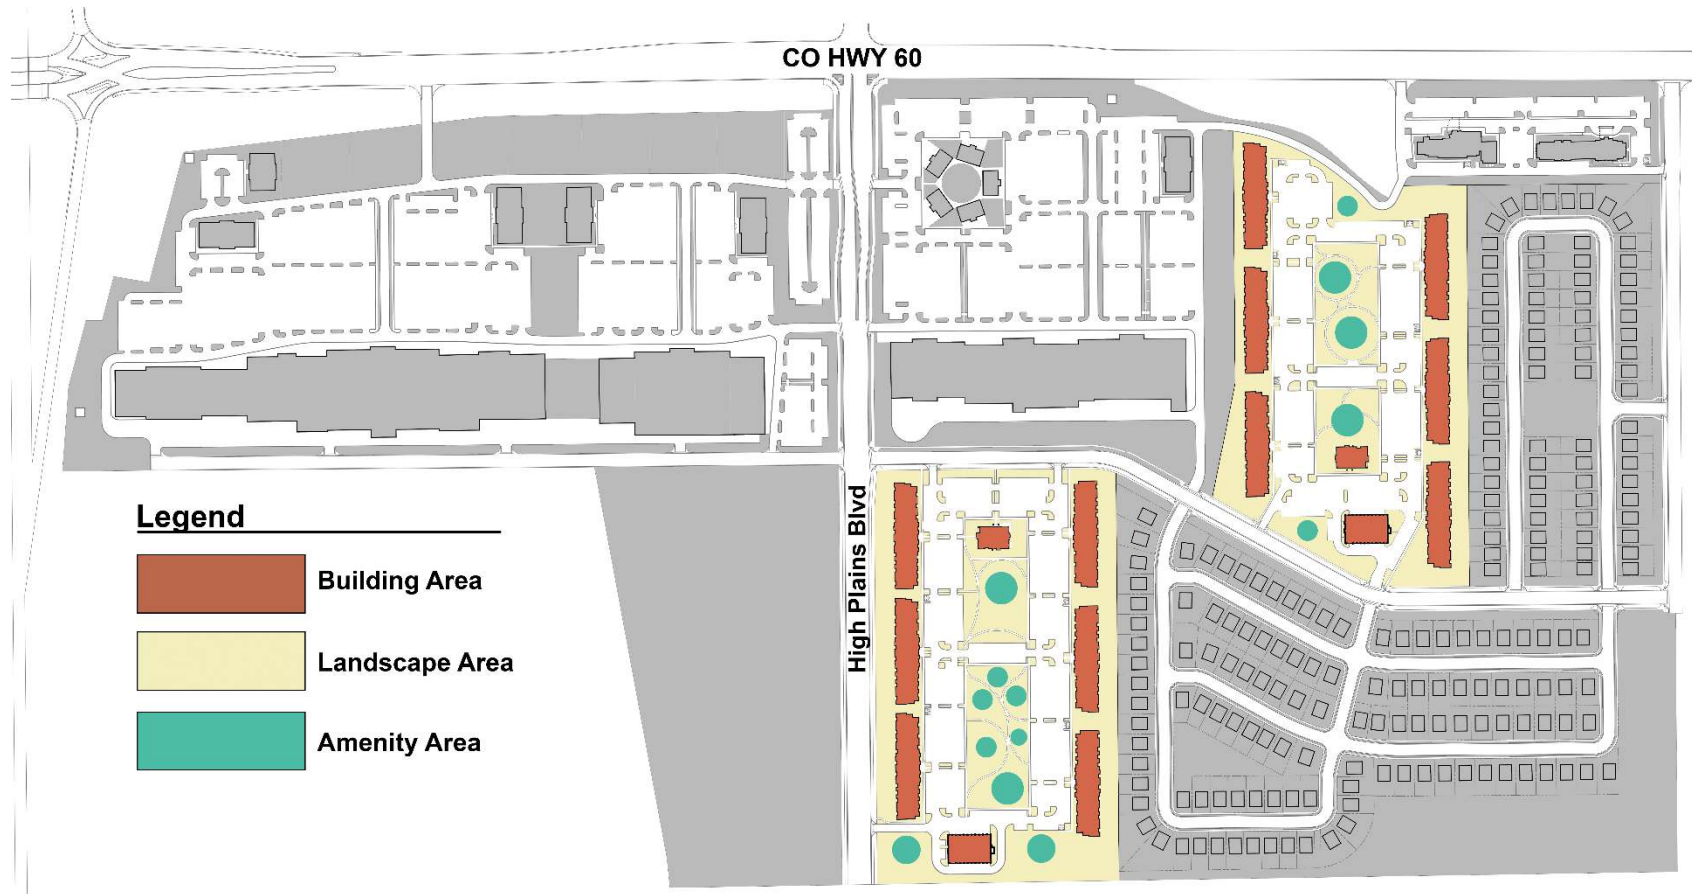 CO HWY 60
High Plains Blvd
Legend
Building Area
Landscape Area
Amenity Area